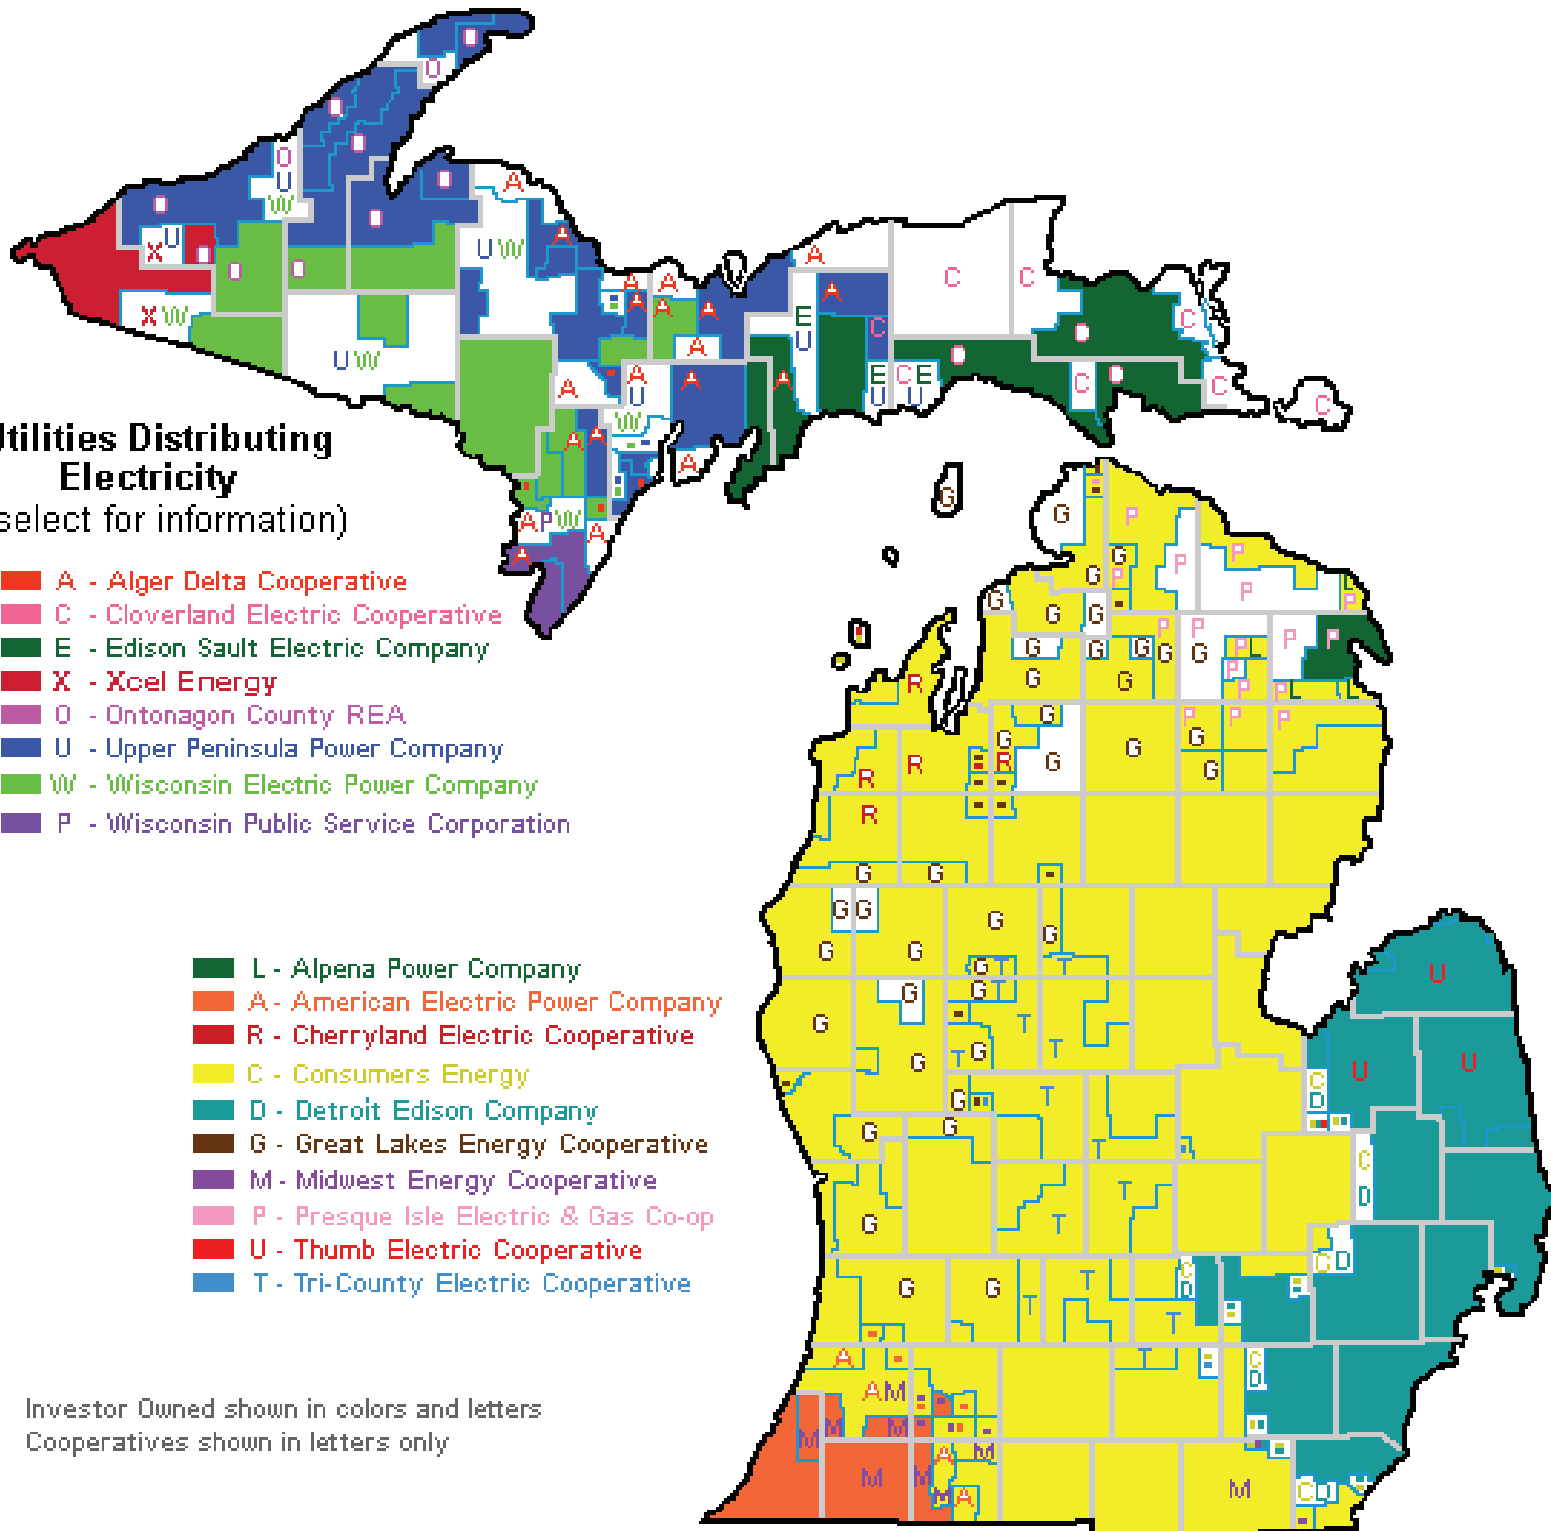 tilities Distributing
Electricity
select for information)
A - Alger Delta Cooperative
C - Cloverland Electric Cooperative
E - Edison Sault Electric Company
X - Xcel Energy
O - Ontonagon County REA
U - Upper Peninsula Power Company
W - Wisconsin Electric Power Company
P - Wisconsin Public Service Corporation
L - Alpena Power Company
A - American Electric Power Company
R - Cherryland Electric Cooperative
C - Consumers Energy
D - Detroit Edison Company
G - Great Lakes Energy Cooperative
M - Midwest Energy Cooperative
P - Presque Isle Electric & Gas Co-op
U - Thumb Electric Cooperative
T - Tri-County Electric Cooperative
Investor Owned shown in colors and letters
Cooperatives shown in letters only